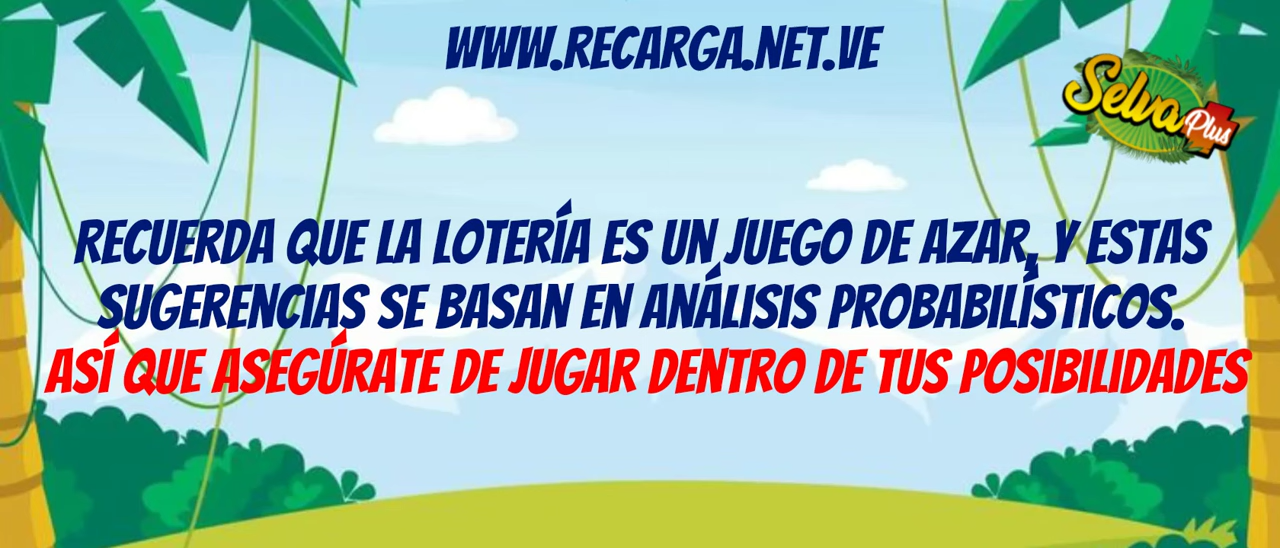 WWW.RECARGA.NET.VE
Selva Plus
RECUERDA QUE LA LOTERÍA ES UN JUEGO DE AZAR, Y ESTAS
SUGERENCIAS SE BASAN EN ANÁLISIS PROBABILÍSTICOS.
ASÍ QUE ASEGÚRATE DE JUGAR DENTRO DE TUS POSIBILIDADES